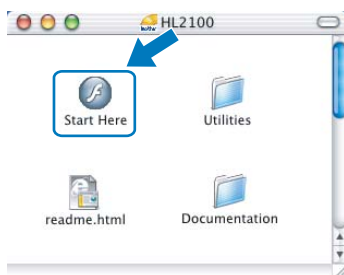 HL2100
Start Here
Utilities
readme.html
Documentation